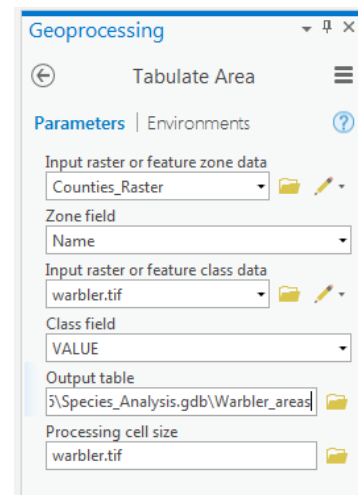 Geoprocessing
Tabulate Area
Parameters | Environments
Input raster or feature zone data
Counties_Raster
Zone field
Name
Input raster or feature class data
warbler.tif
Class field
VALUE
Output table
5\Species_Analysis.gdb\Warbler_areas
Processing cell size
warbler.tif